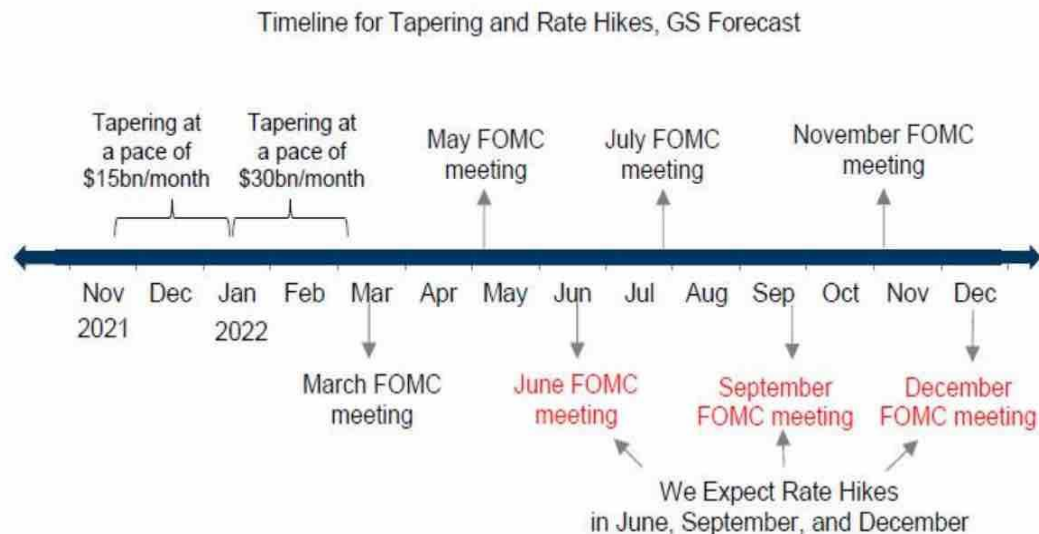 Timeline for Tapering and Rate Hikes, GS Forecast
Tapering at
a pace of
$15bn/month
Tapering at
a pace of
$30bn/month
May FOMC
meeting
July FOMC
meeting
November FOMC
meeting
Nov Dec Jan Feb Mar Apr May Jun Jul Aug Sep Oct Nov Dec
2021 2022
March FOMC
meeting
June FOMC
meeting
September
FOMC meeting
December
FOMC meeting
We Expect Rate Hikes
in June, September, and December